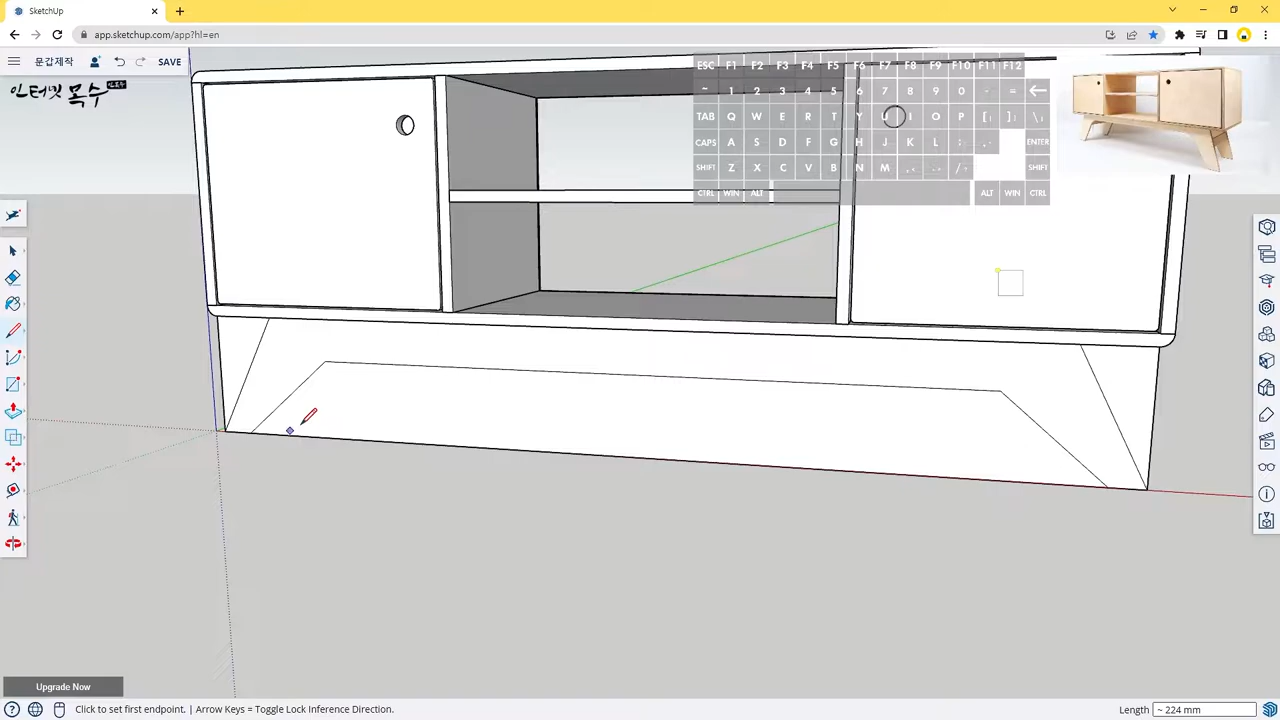 SketchUp
app.sketchup.com/app?hl=en
문갑제작
SAVE
인터넷 목수
ESC F1 F2 F3 F4 F5 F6 F7 F8 F9 F10 F11 F12
~ 1 2 3 4 5 6 7 8 9 0 - =
TAB Q W E R T Y U I O P
CAPS A S D F G H J K L ENTER
SHIFT Z X C V B N M SHIFT
CTRL WIN ALT ALT WIN CTRL
Upgrade Now
Click to set first endpoint. | Arrow Keys = Toggle Lock Inference Direction.
Length ~ 224 mm